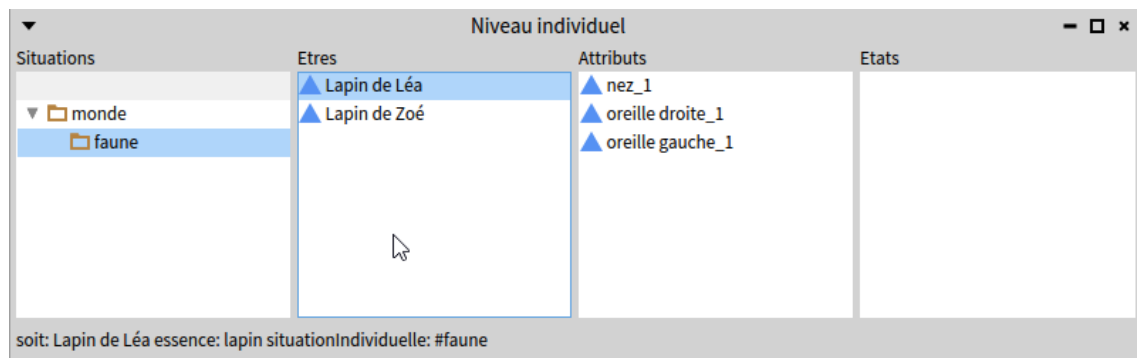 Niveau individuel
Situations Etres Attributs Etats
Lapin de Léa nez_1
monde Lapin de Zoé oreille droite_1
faune oreille gauche_1
soit: Lapin de Léa essence: lapin situationIndividuelle: #faune